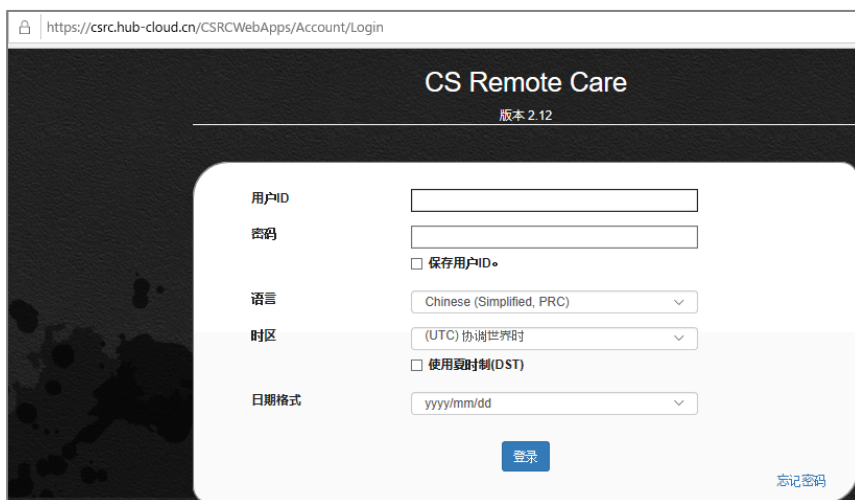 https://csrc.hub-cloud.cn/CSRCWebApps/Account/Login
CS Remote Care
版本 2.12
用户ID
密码
保存用户ID。
语言
Chinese (Simplified, PRC)
时区
(UTC) 协调世界时
使用夏时制(DST)
日期格式
yyyy/mm/dd
登录
忘记密码